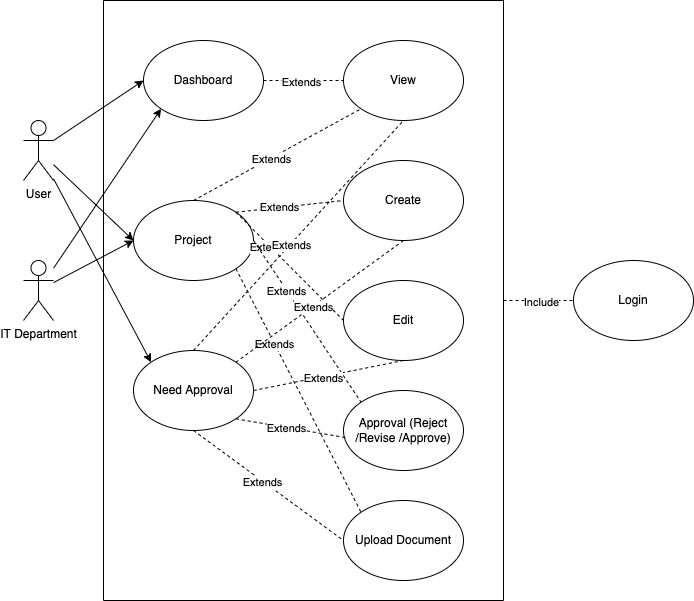 Dashboard
Extends
View
User
Extends
Create
Extends
Project
Exte
Extends
IT Department
Extends
Extends
Include
Login
Edit
Extends
Extends
Need Approval
Approval (Reject
/Revise /Approve)
Extends
Extends
Upload Document